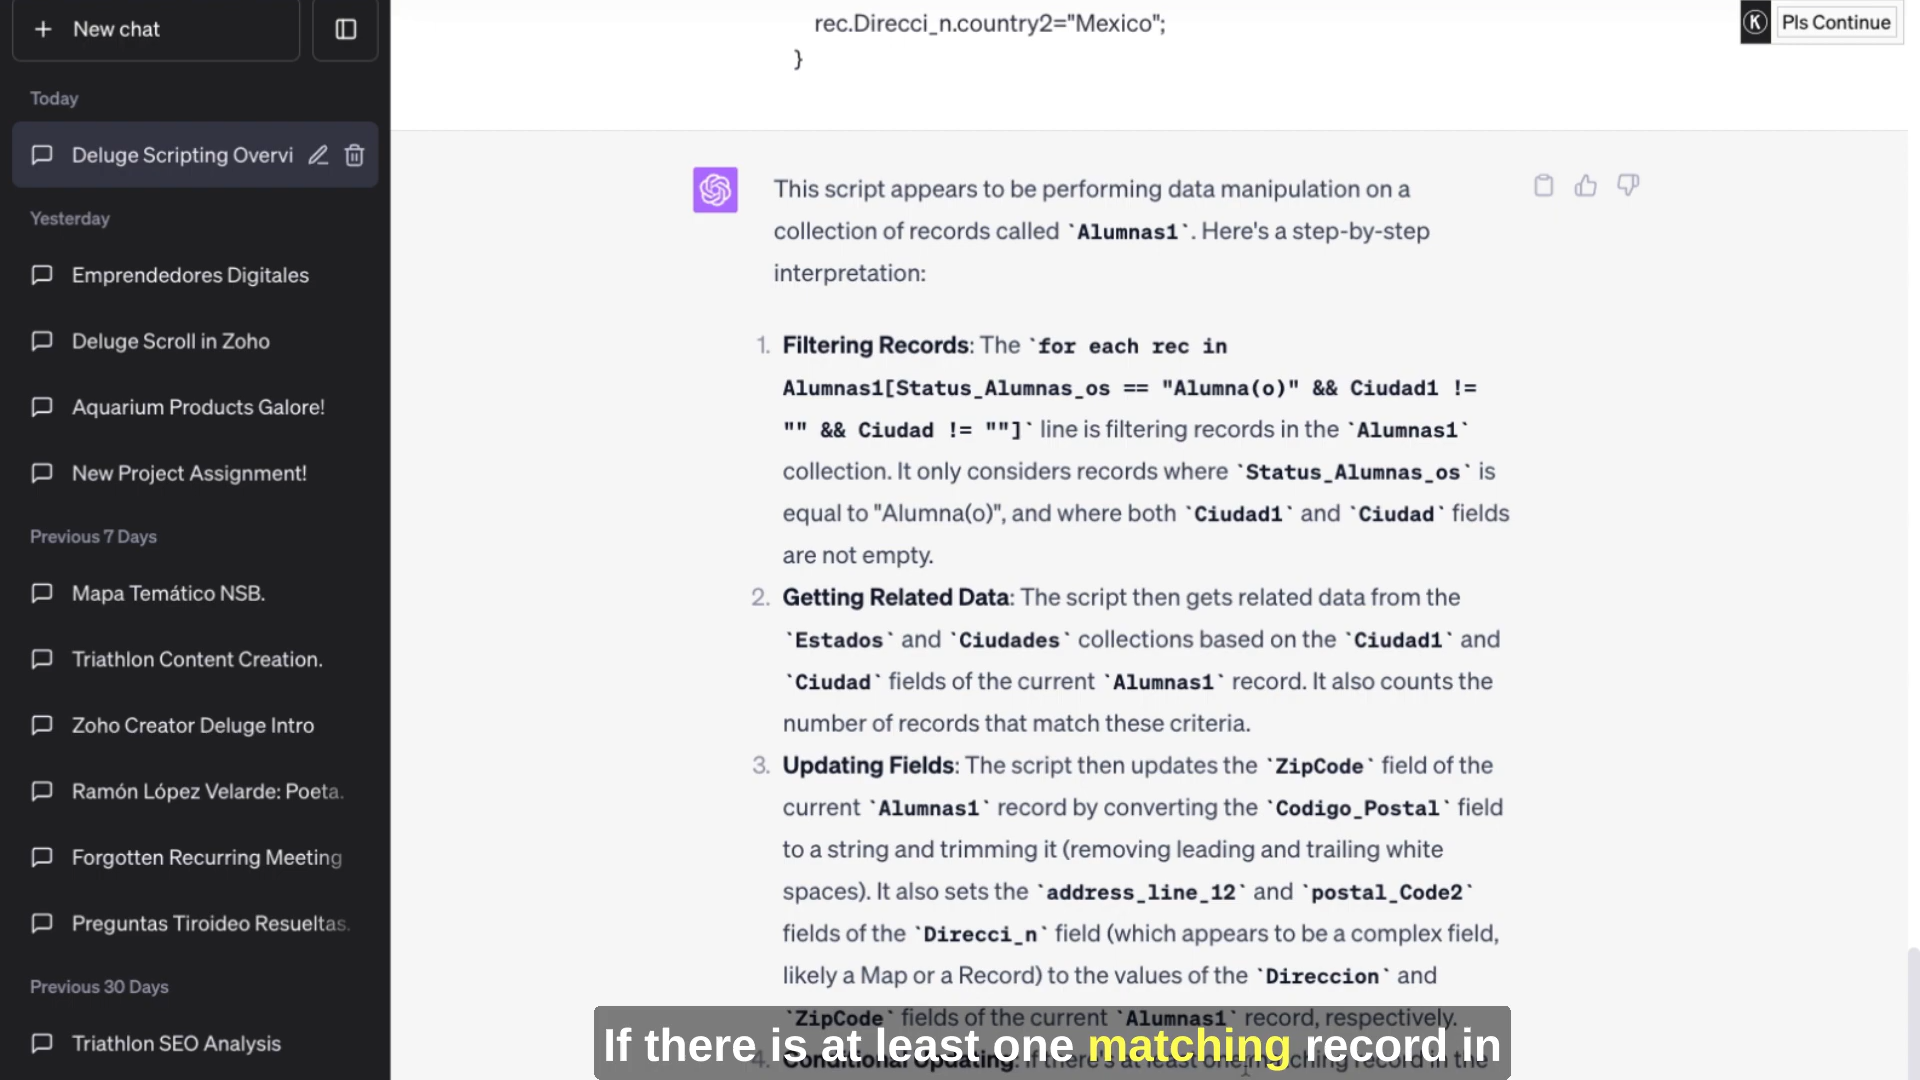 New chat
Today
Deluge Scripting Overvi
Yesterday
Emprendedores Digitales
Deluge Scroll in Zoho
Aquarium Products Galore!
New Project Assignment!
Previous 7 Days
Mapa Temático NSB.
Triathlon Content Creation.
Zoho Creator Deluge Intro
Ramón López Velarde: Poeta.
Forgotten Recurring Meeting
Preguntas Tiroideo Resueltas.
Previous 30 Days
Triathlon SEO Analysis
rec.Direcci_n.country2="Mexico";
}
K Pls Continue
This script appears to be performing data manipulation on a
collection of records called `Alumnas1`. Here's a step-by-step
interpretation:
1. Filtering Records: The `for each rec in
Alumnas1[Status_Alumnas_os == "Alumna(o)" && Ciudad1 !=
"" && Ciudad != ""]` line is filtering records in the `Alumnas1`
collection. It only considers records where `Status_Alumnas_os` is
equal to "Alumna(o)", and where both `Ciudad1` and `Ciudad` fields
are not empty.
2. Getting Related Data: The script then gets related data from the
`Estados` and `Ciudades` collections based on the `Ciudad1` and
`Ciudad` fields of the current `Alumnas1` record. It also counts the
number of records that match these criteria.
3. Updating Fields: The script then updates the `ZipCode` field of the
current `Alumnas1` record by converting the `Codigo_Postal` field
to a string and trimming it (removing leading and trailing white
spaces). It also sets the `address_line_12` and `postal_Code2`
fields of the `Direcci_n` field (which appears to be a complex field,
likely a Map or a Record) to the values of the `Direccion` and
`ZipCode` fields of the current `Alumnas1` record, respectively.
4. Conditional Updating: If there's at least one matching record in the
If there is at least one matching record in